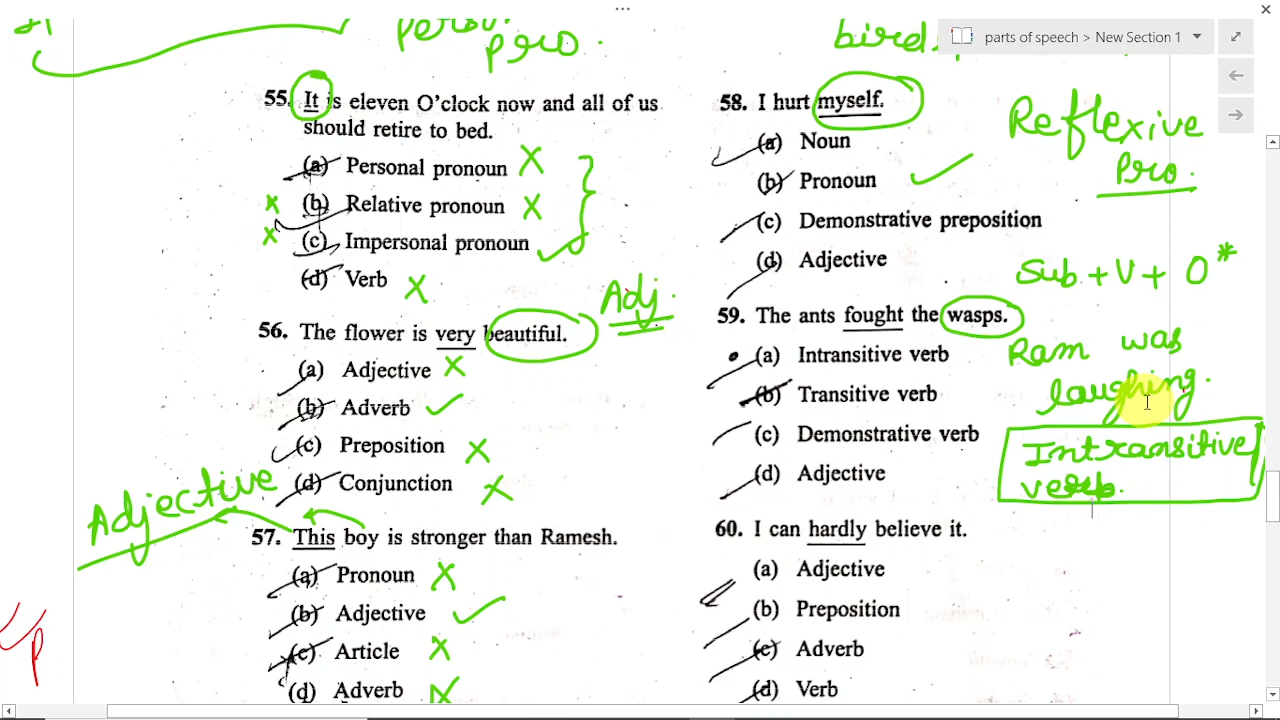 pro.
bird
parts of speech > New Section 1
55. It is eleven O'clock now and all of us
should retire to bed.
(a) Personal pronoun X
X (b) Relative pronoun X
X (c) Impersonal pronoun ✓
(d) Verb X
Adj.
56. The flower is very beautiful.
(a) Adjective X
(b) Adverb ✓
(c) Preposition X
(d) Conjunction X
Adjective
57. This boy is stronger than Ramesh.
(a) Pronoun X
(b) Adjective ✓
(c) Article X
(d) Adverb X
p
58. I hurt myself.
(a) Noun
(b) Pronoun ✓
(c) Demonstrative preposition
(d) Adjective
Reflexive
Pro.
Sub + V + O*
59. The ants fought the wasps.
(a) Intransitive verb
(b) Transitive verb
(c) Demonstrative verb
(d) Adjective
Ram was
laughing.
Intransitive
verb.
60. I can hardly believe it.
(a) Adjective
(b) Preposition
(c) Adverb
(d) Verb